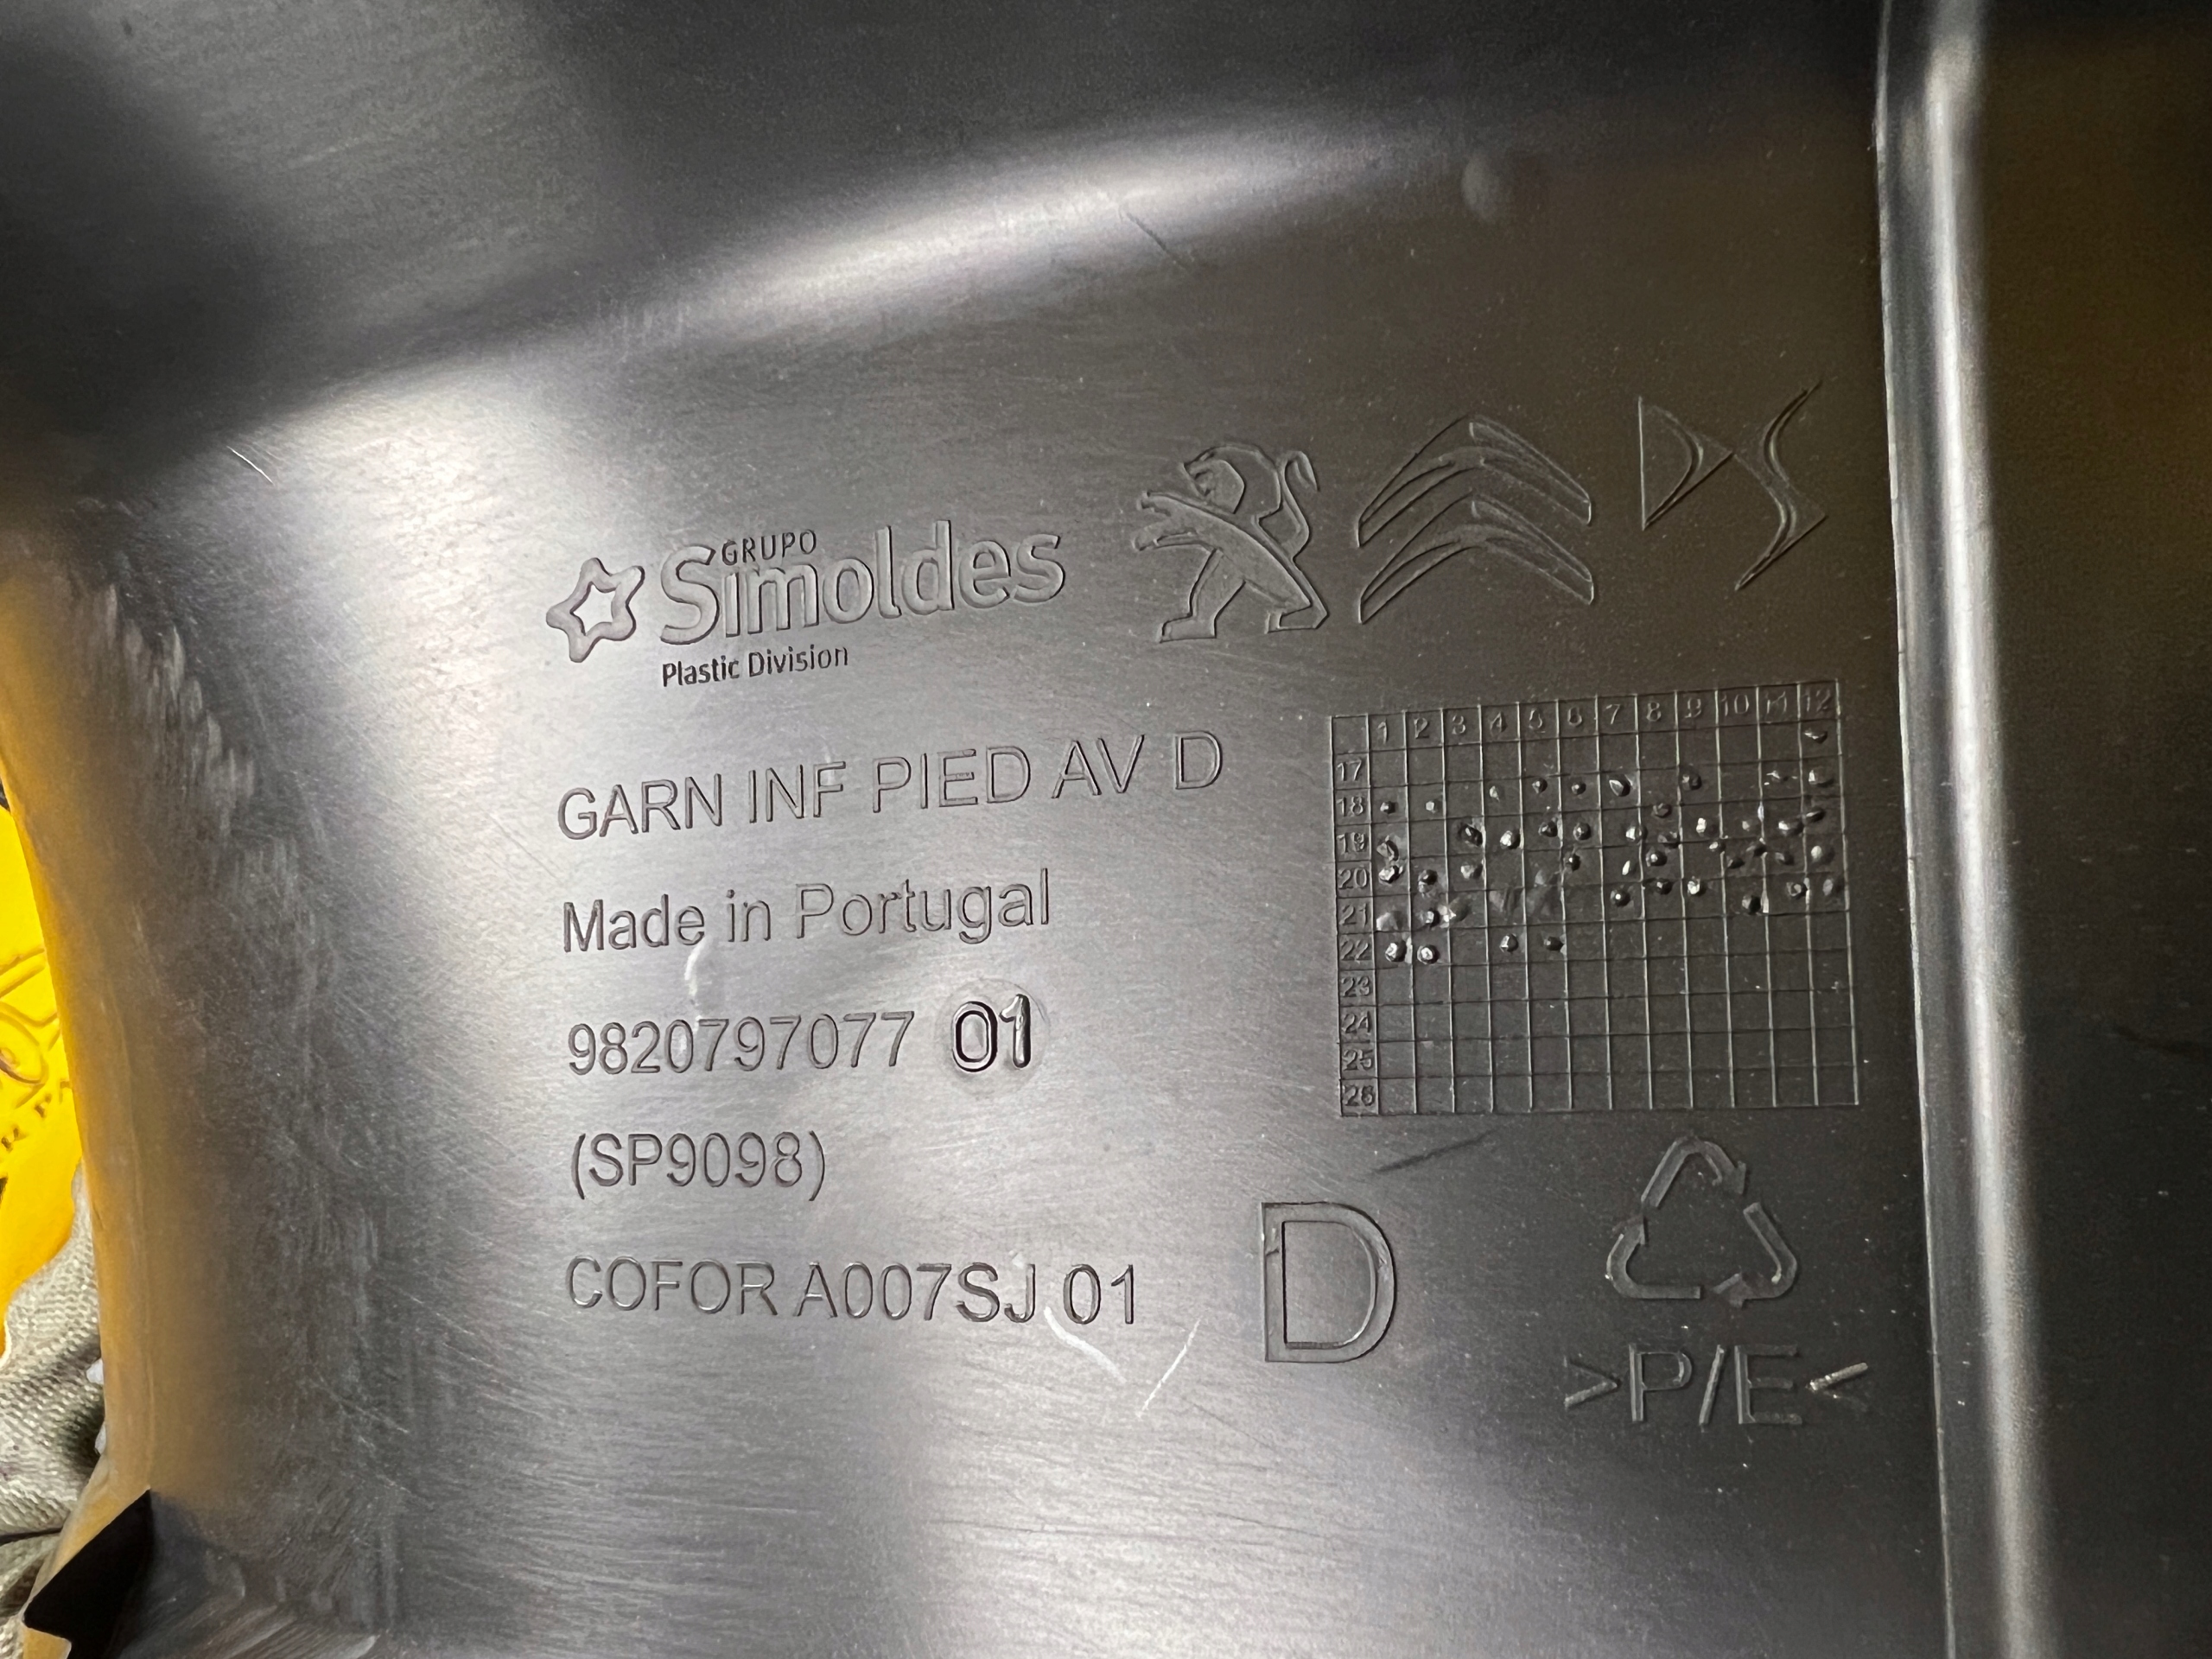 GRUPO
Simoldes
Plastic Division
DS
GARN INF PIED AV D
Made in Portugal
9820797077 01
(SP9098)
COFOR A007SJ 01
D
1 2 3 4 5 6 7 8 9 10 11 12
17
18
19
20
21
22
23
24
25
26
>P/E<